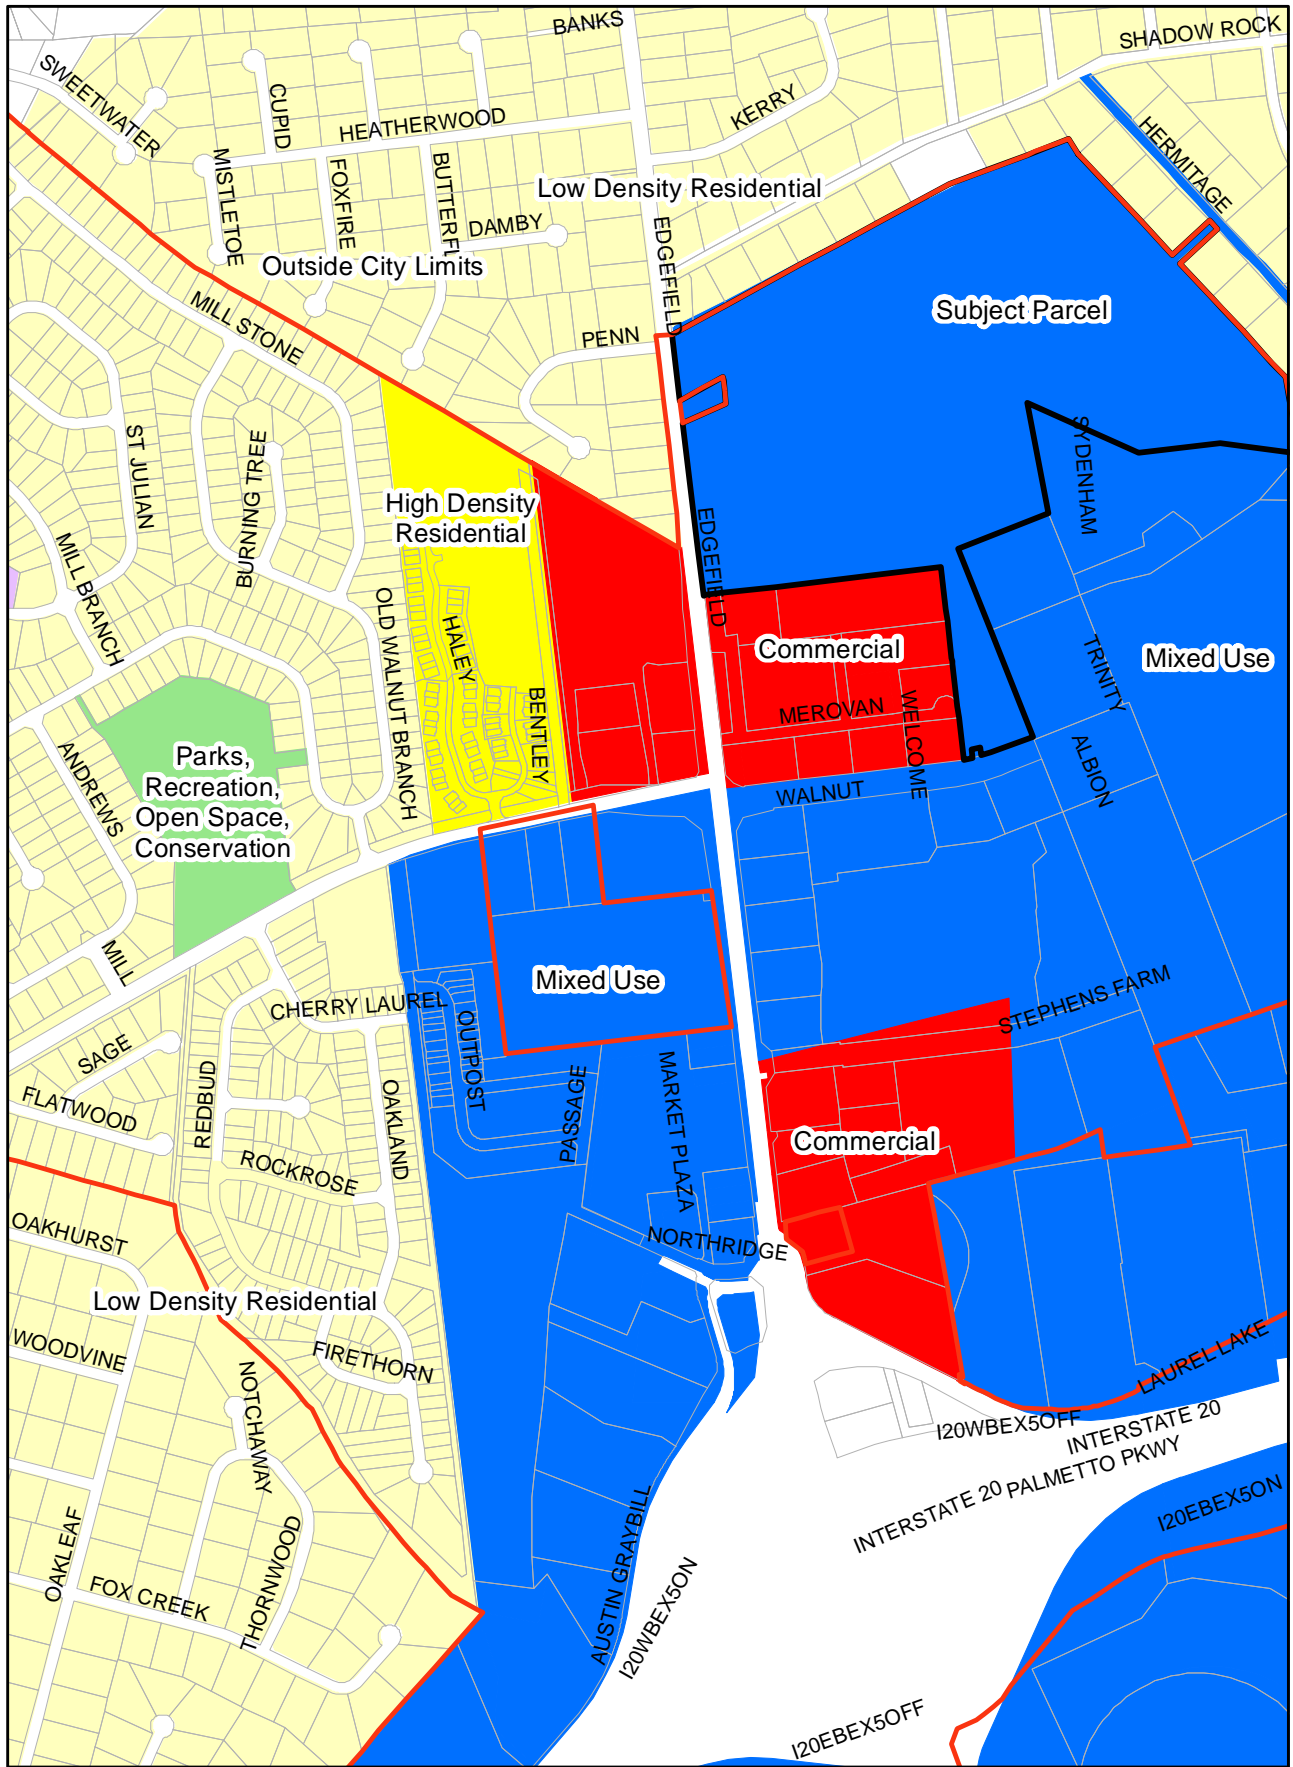 BANKS
SHADOW ROCK
SWEETWATER
CUPID
KERRY
HEATHERWOOD
HERMITAGE
MISTLETOE
FOXFIRE
BUTTERFL
Low Density Residential
DAMBY
EDGEFIELD
Outside City Limits
MILL STONE
Subject Parcel
PENN
ST JULIAN
BURNING TREE
SYDENHAM
High Density
Residential
EDGEFIELD
MILL BRANCH
OLD WALNUT BRANCH
HALEY
Commercial
TRINITY
Mixed Use
BENTLEY
MEROVAN
WELCOME
ANDREWS
Parks,
Recreation,
Open Space,
Conservation
WALNUT
ALBION
MILL
Mixed Use
CHERRY LAUREL
OUTPOST
STEPHENS FARM
SAGE
FLATWOOD
REDBUD
OAKLAND
PASSAGE
MARKET PLAZA
Commercial
ROCKROSE
OAKHURST
NORTHRIDGE
Low Density Residential
WOODVINE
FIRETHORN
NOTCHAWAY
LAUREL LAKE
I20WBEX5OFF
INTERSTATE 20
INTERSTATE 20
PALMETTO PKWY
I20EBEX5ON
OAKLEAF
FOX CREEK
THORNWOOD
AUSTIN GRAYBILL
I20WBEX5ON
I20EBEX5OFF